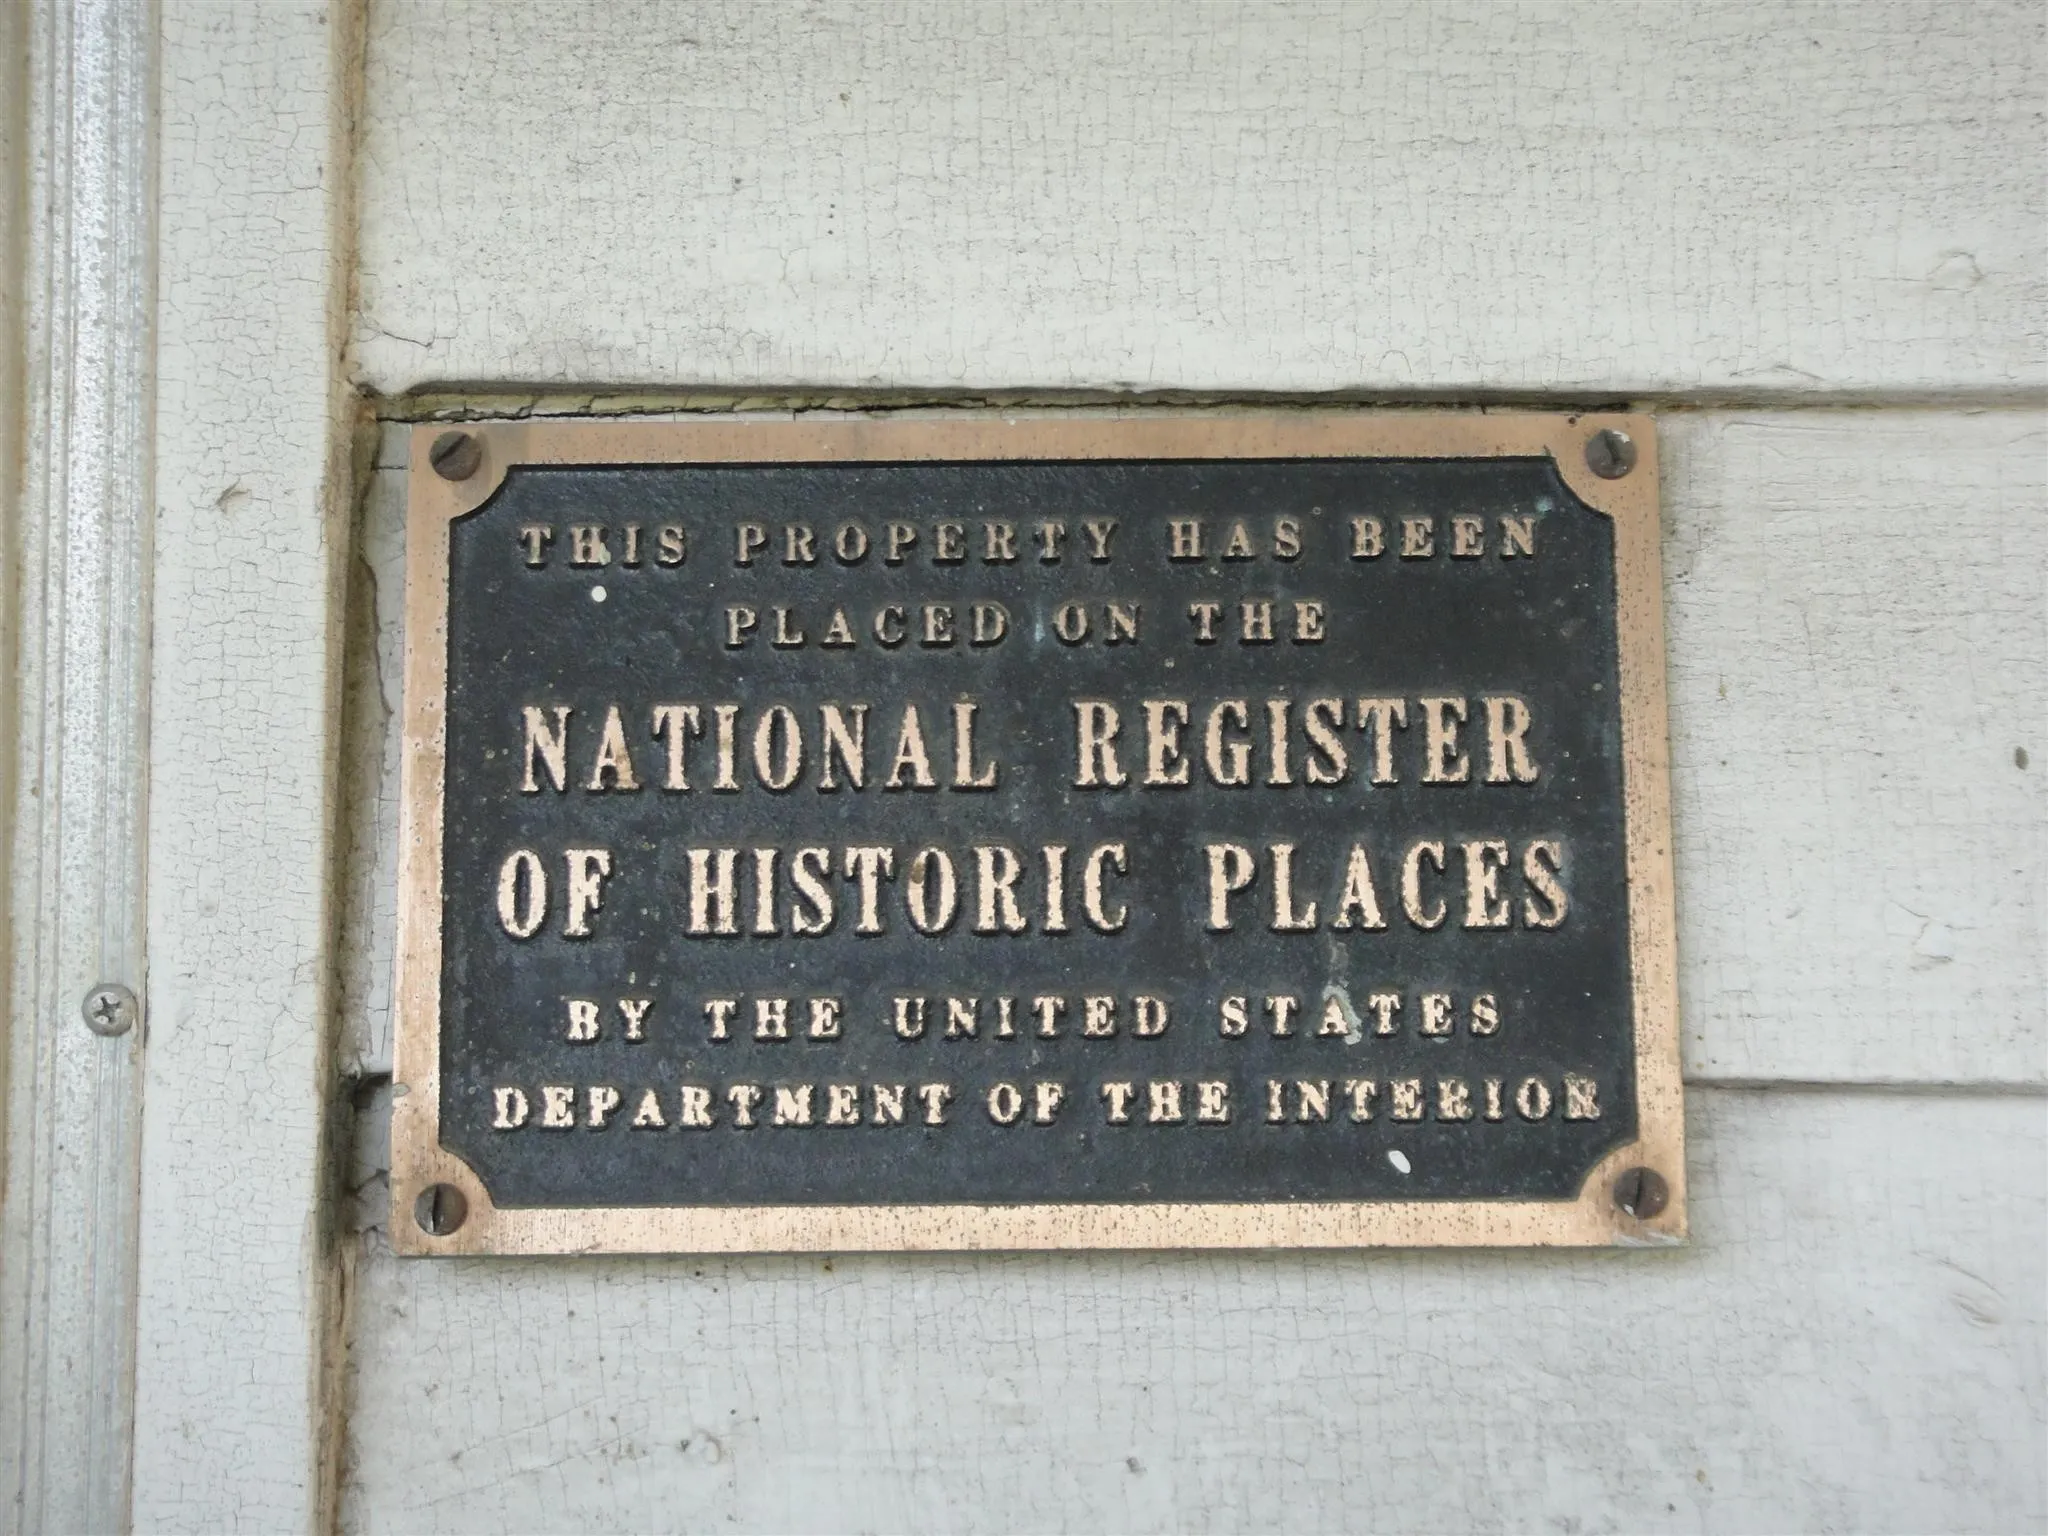 THIS PROPERTY HAS BEEN
PLACED ON THE
NATIONAL REGISTER
OF HISTORIC PLACES
BY THE UNITED STATES
DEPARTMENT OF THE INTERIOR